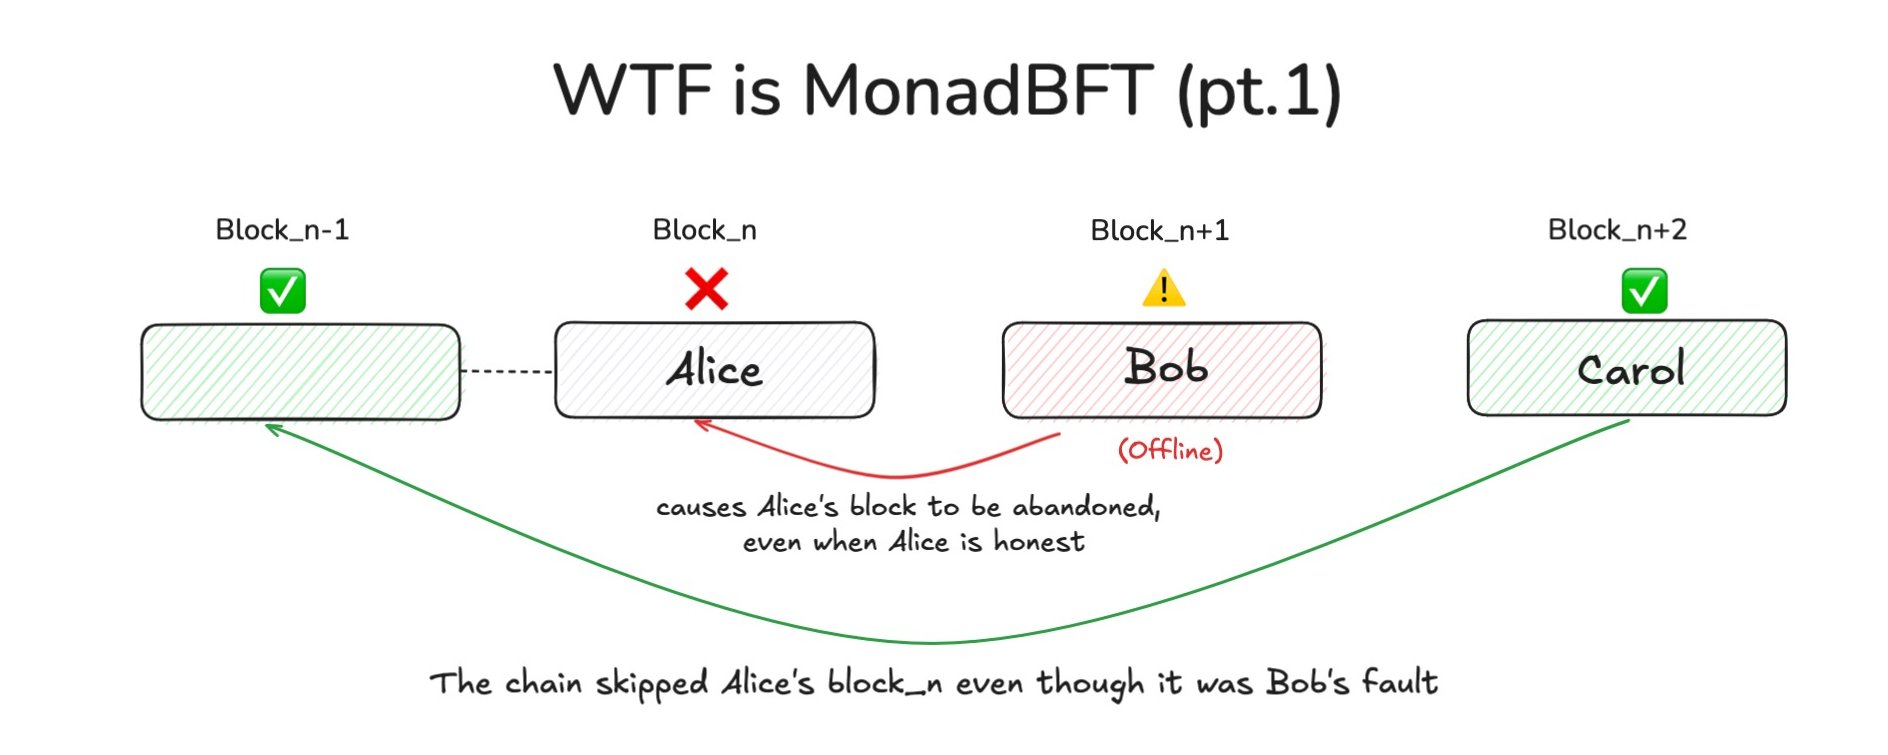 WTF is MonadBFT (pt.1)
Block_n-1
Block_n
Block_n+1
Block_n+2
Alice
Bob
Carol
(Offline)
causes Alice's block to be abandoned,
even when Alice is honest
The chain skipped Alice's block_n even though it was Bob's fault